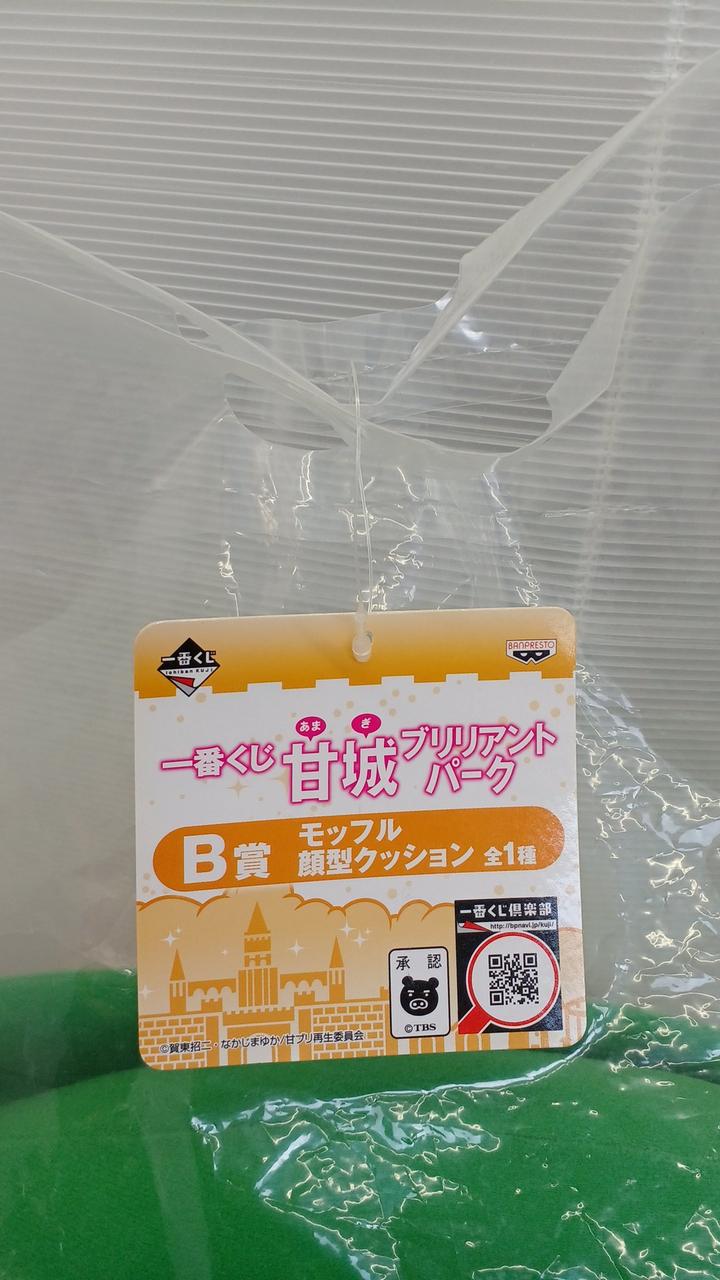 一番くじ
Ichiban KUJI
BANPRESTO
あま ぎ
一番くじ 甘城ブリリアント
パーク
B賞 モッフル
顔型クッション 全1種
一番くじ倶楽部
http://bpnavi.jp/kuji/
承認
©TBS
©賀東招二・なかじまゆか/甘ブリ再生委員会